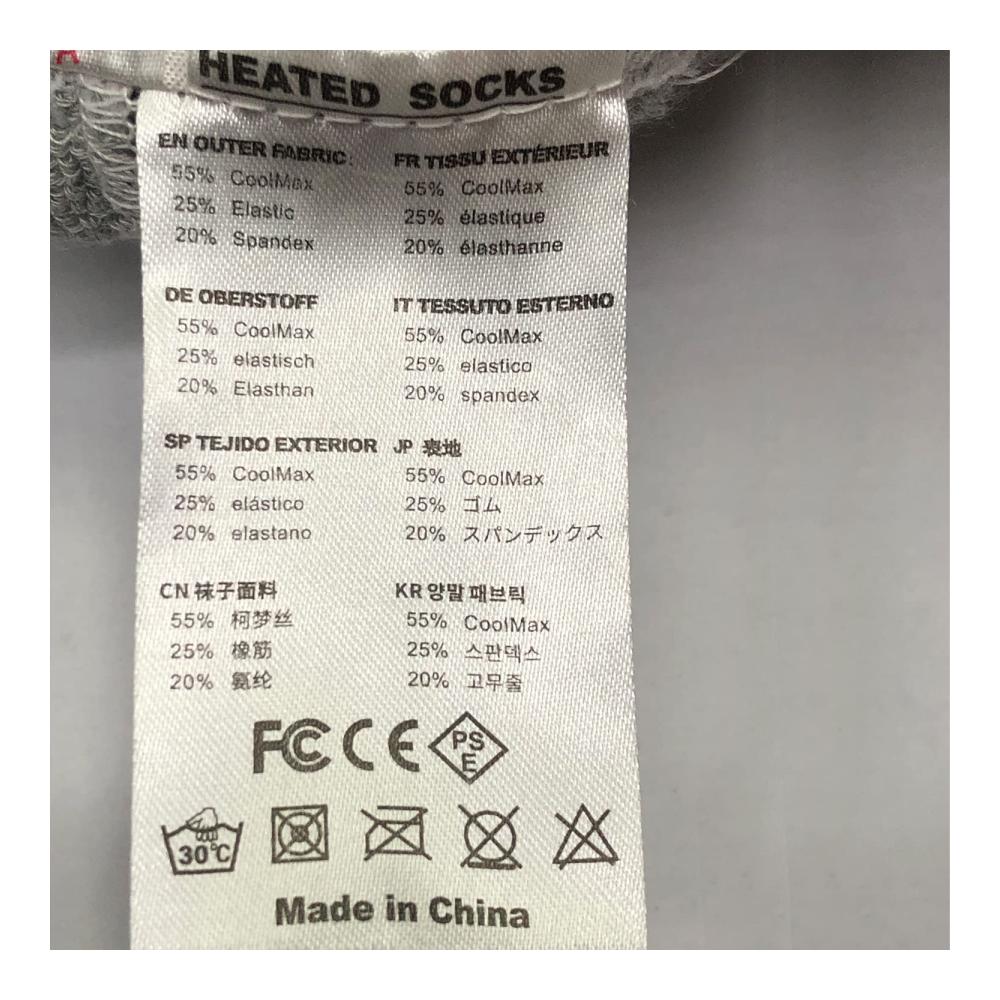 HEATED SOCKS
EN OUTER FABRIC:
55% CoolMax
25% Elastic
20% Spandex
FR TISSU EXTÉRIEUR
55% CoolMax
25% élastique
20% élasthanne
DE OBERSTOFF
55% CoolMax
25% elastisch
20% Elasthan
IT TESSUTO ESTERNO
55% CoolMax
25% elastico
20% spandex
SP TEJIDO EXTERIOR
55% CoolMax
25% elástico
20% elastano
JP 表地
55% CoolMax
25% ゴム
20% スパンデックス
CN 袜子面料
55% 柯梦丝
25% 橡筋
20% 氨纶
KR 양말 패브릭
55% CoolMax
25% 스판덱스
20% 고무줄
FC CE PSE
30℃
Made in China